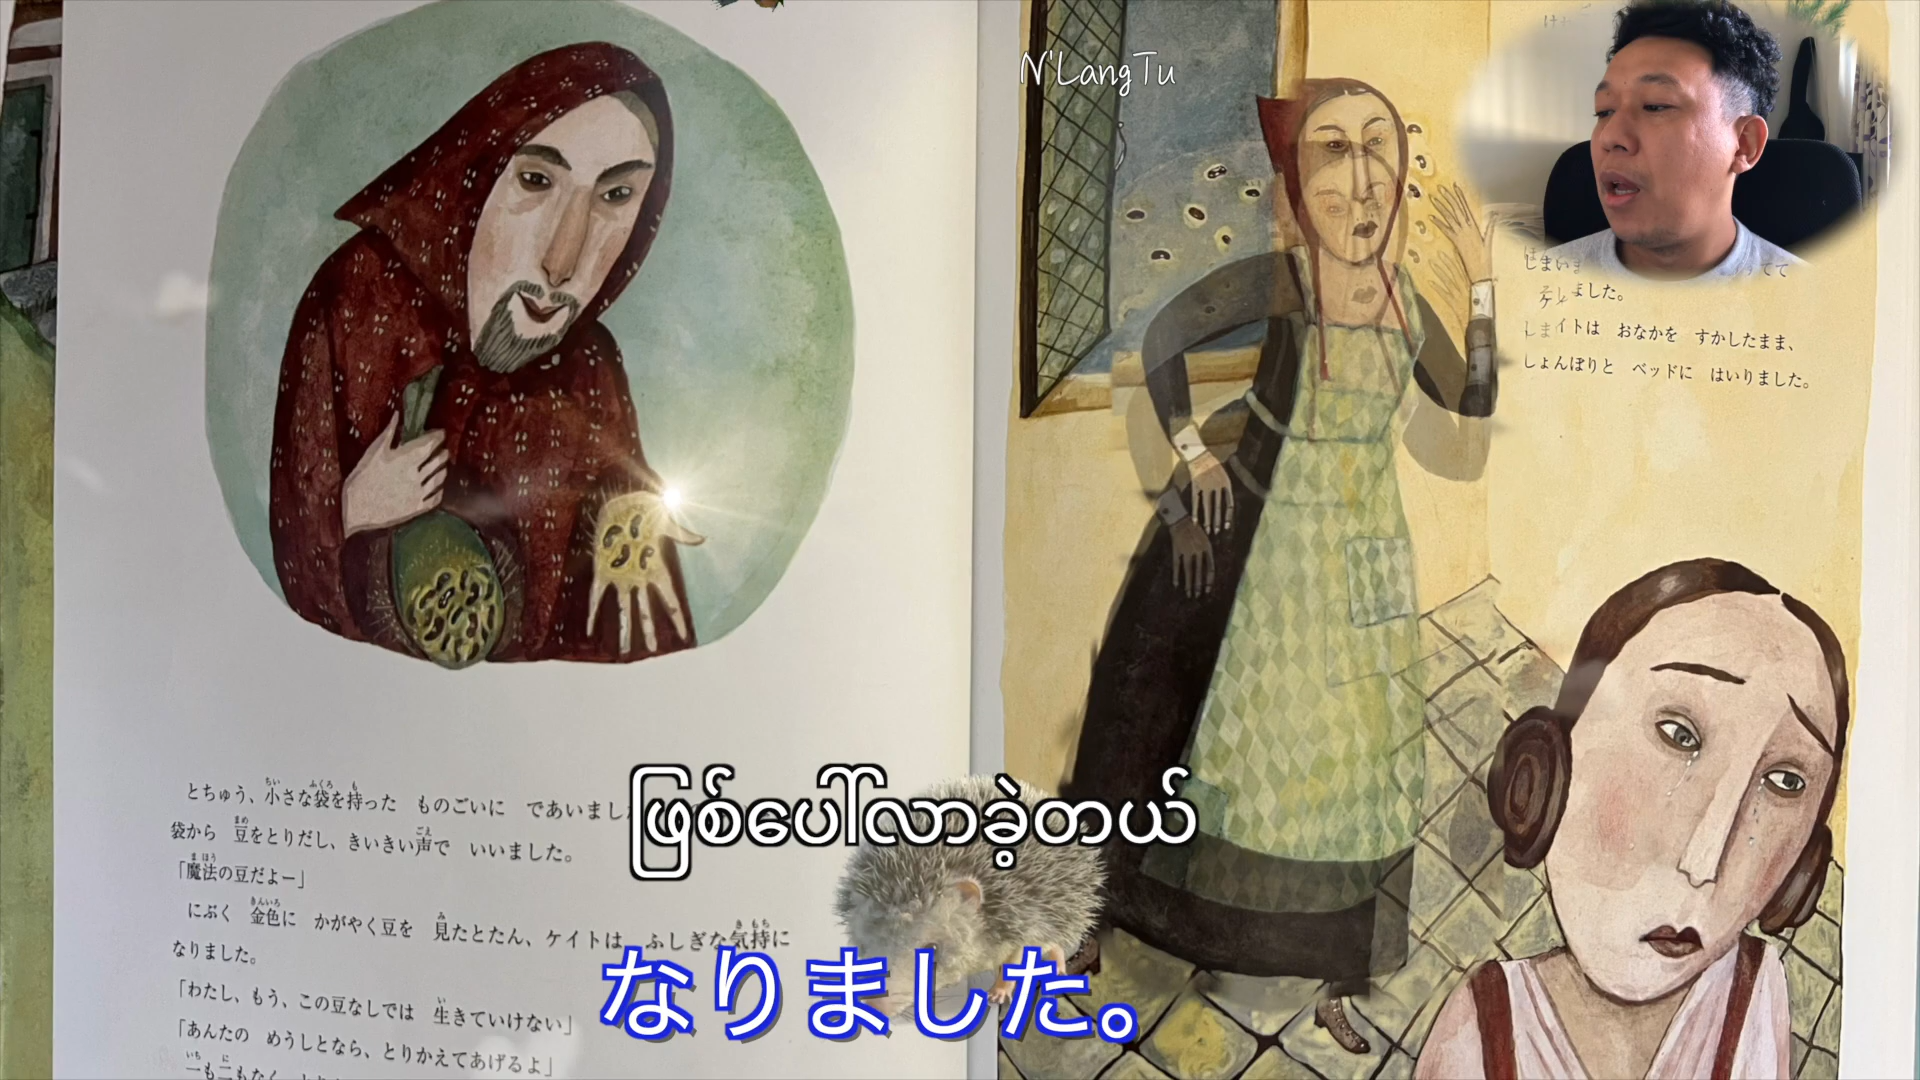 N'LangTu
とちゅう、小さな袋を持った ものごいに であいまし
袋から 豆をとりだし、きいきい声で いいました。
「魔法の豆だよー」
にぶく 金色に かがやく豆を 見たとたん、ケイトは ふしぎな気持に
なりました。
「わたし、もう、この豆なしでは 生きていけない」
「あんたの めうしとなら、とりかえてあげるよ」
一も二もなく
ました。
イトは おなかを すかしたまま、
しょんぼりと ベッドに はいりました。
ဖြစ်ပေါ်လာခဲ့တယ်
なりました。